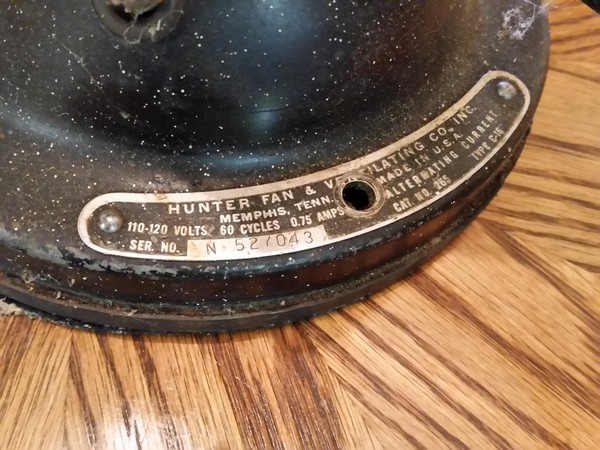 HUNTER FAN & VENTILATING CO., INC.
MEMPHIS, TENN. MADE IN U.S.A.
110-120 VOLTS 60 CYCLES 0.75 AMPS ALTERNATING CURRENT
SER. NO. N- 527043 CAT. NO. 265 TYPE C-16